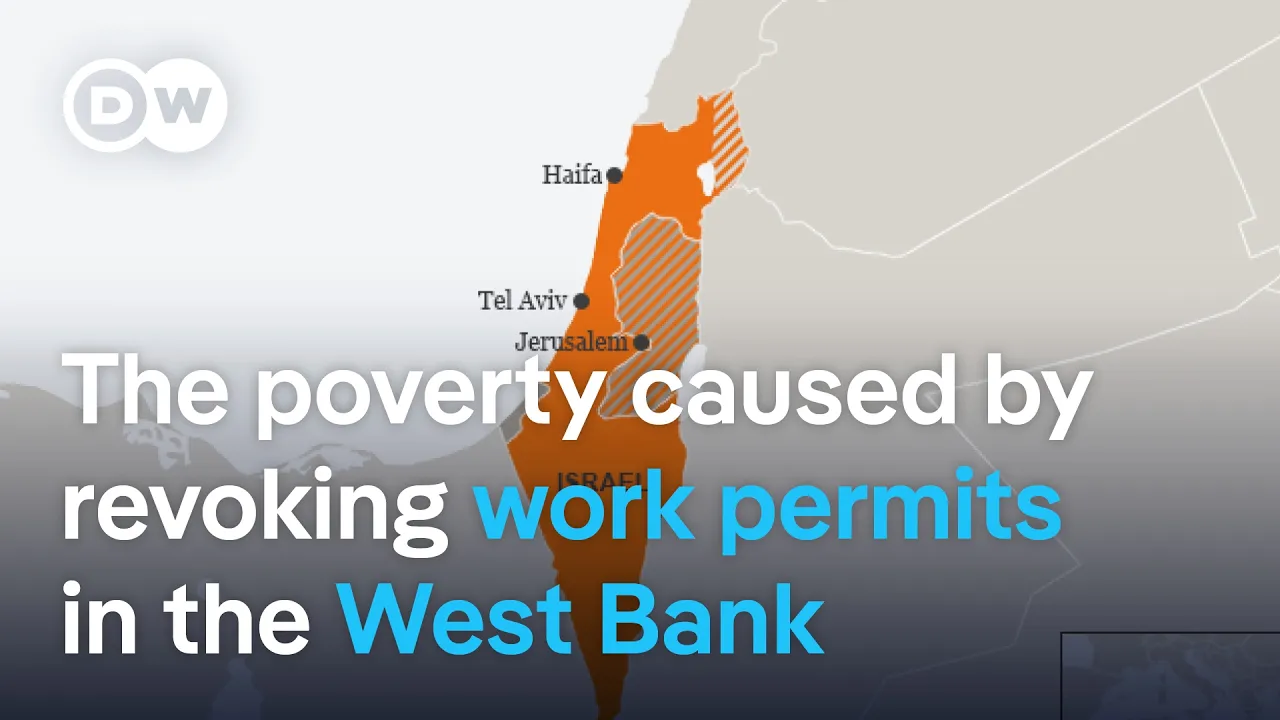 DW
Haifa
Tel Aviv
Jerusalem
The poverty caused by
ISRAEL
revoking work permits
in the West Bank